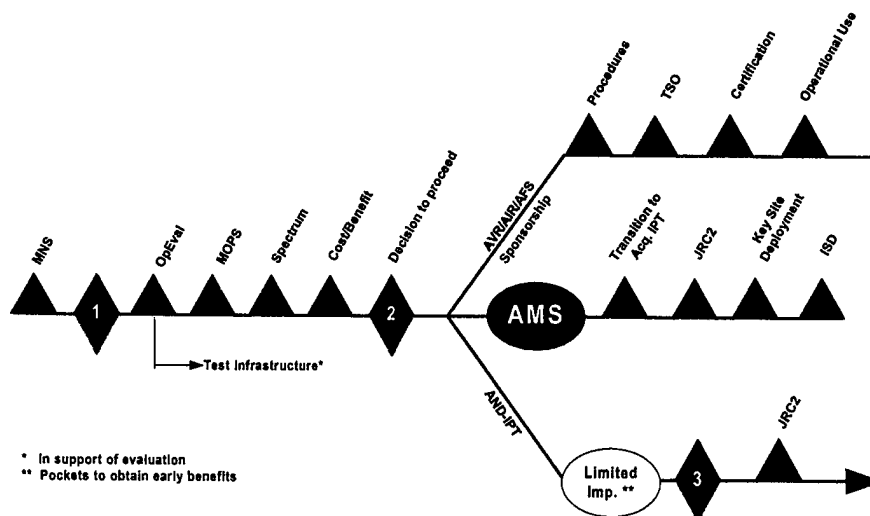 Procedures
TSO
Certification
Operational Use
AVR/AIR/AFS
Sponsorship
MNS
1
OpEval
MOPS
Spectrum
Cost/Benefit
Decision to proceed
2
AMS
Transition to
Acq. IPT
JRC2
Key Site
Deployment
ISD
Test Infrastructure*
AND-IPT
Limited
Imp. **
3
JRC2
* In support of evaluation
** Pockets to obtain early benefits